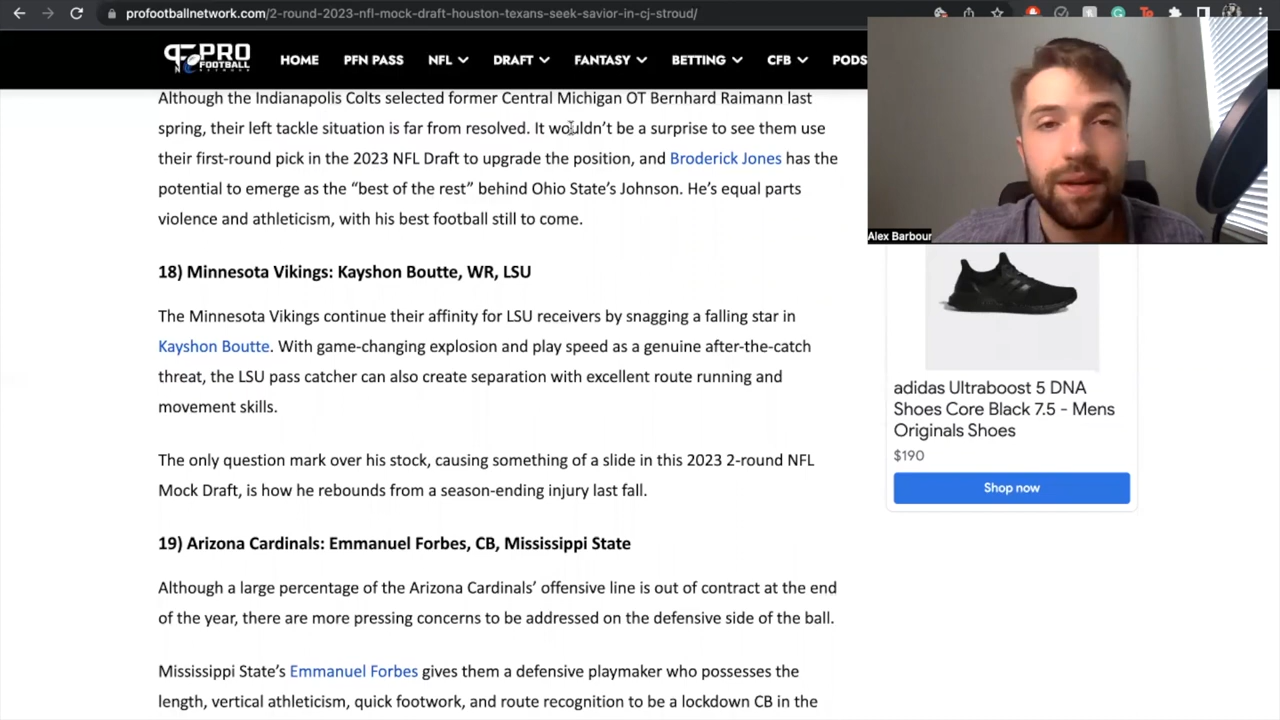 profootballnetwork.com/2-round-2023-nfl-mock-draft-houston-texans-seek-savior-in-cj-stroud/
PFN PRO FOOTBALL NETWORK
HOME PFN PASS NFL DRAFT FANTASY BETTING CFB PODS
Although the Indianapolis Colts selected former Central Michigan OT Bernhard Raimann last
spring, their left tackle situation is far from resolved. It wouldn't be a surprise to see them use
their first-round pick in the 2023 NFL Draft to upgrade the position, and Broderick Jones has the
potential to emerge as the “best of the rest” behind Ohio State's Johnson. He's equal parts
violence and athleticism, with his best football still to come.
Alex Barbour
18) Minnesota Vikings: Kayshon Boutte, WR, LSU
The Minnesota Vikings continue their affinity for LSU receivers by snagging a falling star in
Kayshon Boutte. With game-changing explosion and play speed as a genuine after-the-catch
threat, the LSU pass catcher can also create separation with excellent route running and
movement skills.
The only question mark over his stock, causing something of a slide in this 2023 2-round NFL
Mock Draft, is how he rebounds from a season-ending injury last fall.
19) Arizona Cardinals: Emmanuel Forbes, CB, Mississippi State
Although a large percentage of the Arizona Cardinals' offensive line is out of contract at the end
of the year, there are more pressing concerns to be addressed on the defensive side of the ball.
Mississippi State's Emmanuel Forbes gives them a defensive playmaker who possesses the
length, vertical athleticism, quick footwork, and route recognition to be a lockdown CB in the
adidas Ultraboost 5 DNA
Shoes Core Black 7.5 - Mens
Originals Shoes
$190
Shop now